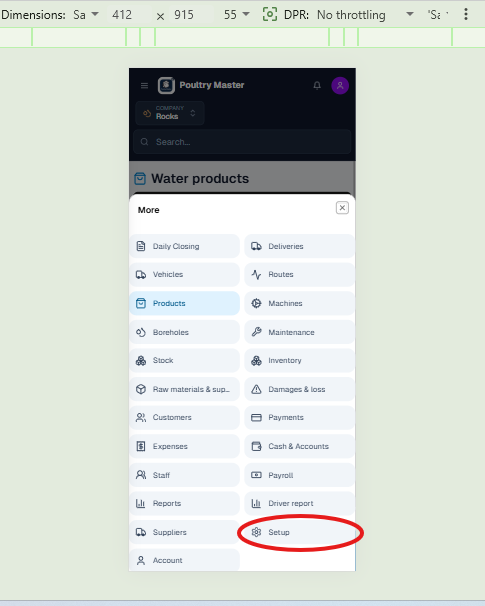 Dimensions: Sa 412 × 915 55 DPR: No throttling 'Sa
Poultry Master
COMPANY
Rocks
Search...
Water products
More
Daily Closing
Deliveries
Vehicles
Routes
Products
Machines
Boreholes
Maintenance
Stock
Inventory
Raw materials & sup...
Damages & loss
Customers
Payments
Expenses
Cash & Accounts
Staff
Payroll
Reports
Driver report
Suppliers
Setup
Account